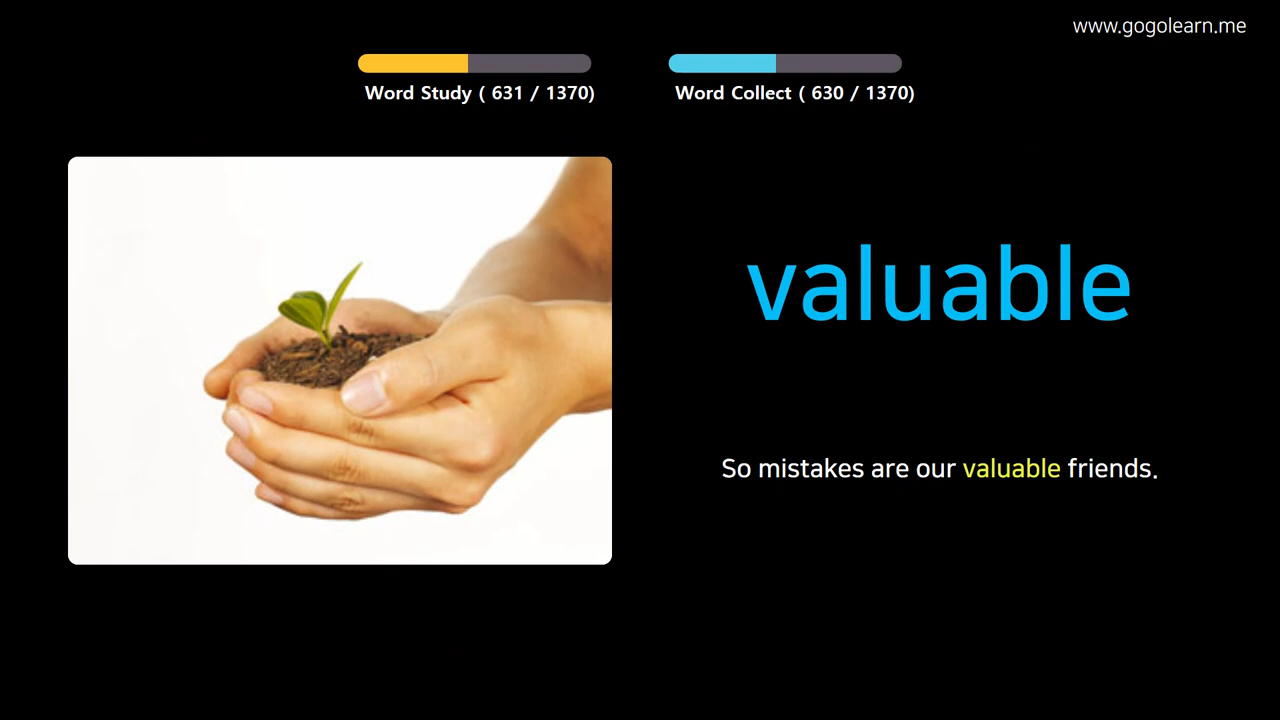 www.gogolearn.me
Word Study ( 631 / 1370)
Word Collect ( 630 / 1370)
valuable
So mistakes are our valuable friends.